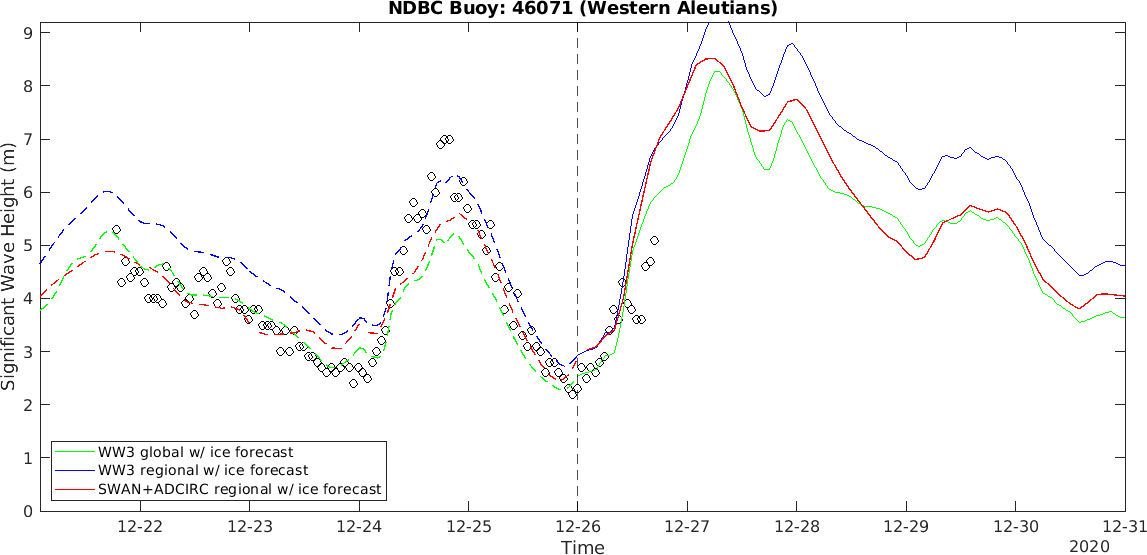 NDBC Buoy: 46071 (Western Aleutians)
9
8
7
6
5
4
3
2
1
0
Significant Wave Height (m)
WW3 global w/ ice forecast
WW3 regional w/ ice forecast
SWAN+ADCIRC regional w/ ice forecast
12-22 12-23 12-24 12-25 12-26 12-27 12-28 12-29 12-30 12-31
Time
2020